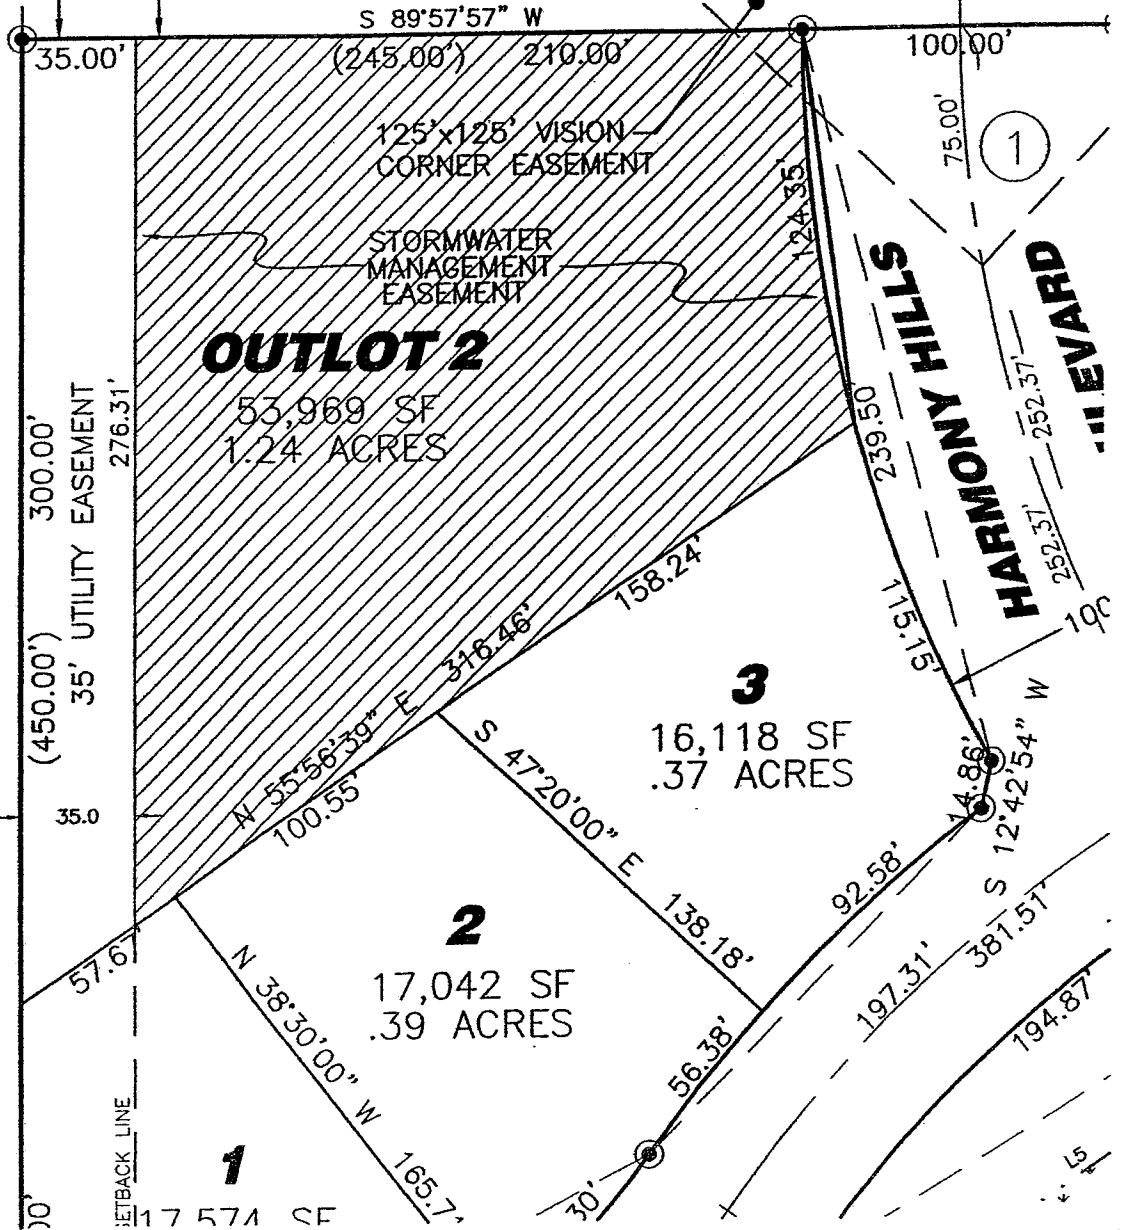 S 89°57'57" W
35.00'
(245.00')
210.00'
100.00'
125'x125' VISION
CORNER EASEMENT
75.00'
1
124.35'
STORMWATER
MANAGEMENT
EASEMENT
OUTLOT 2
53,969 SF
1.24 ACRES
300.00'
(450.00')
35' UTILITY EASEMENT
276.31'
239.50
HARMONY HILLS
252.37'
252.37'
158.24'
N 55°56'39" E
316.46'
100.55'
115.15'
3
16,118 SF
.37 ACRES
S 47°20'00" E
138.18'
14.86'
S 12°42'54" W
35.0
92.58'
381.51'
197.31'
194.87'
2
17,042 SF
.39 ACRES
57.6
N 38°30'00" W
165.7
56.38'
1
17,574 SF
30'
L5